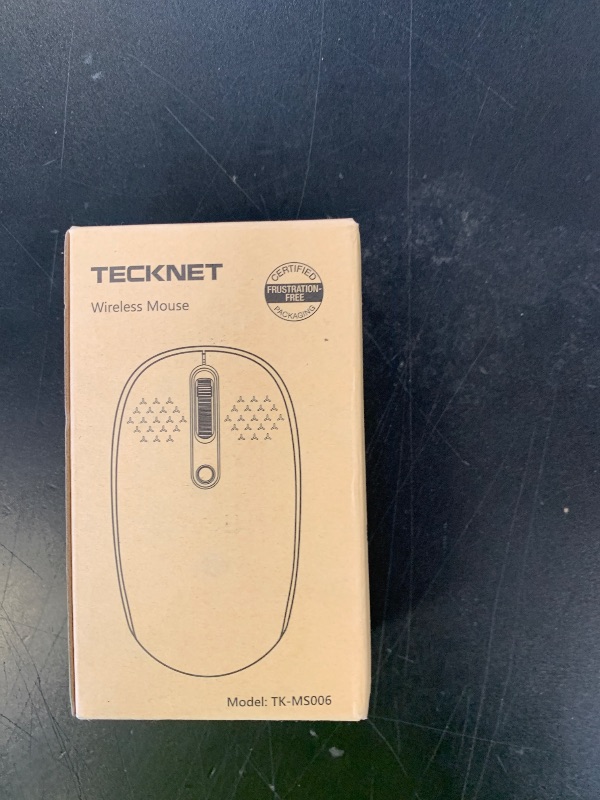 TECKNET
Wireless Mouse
CERTIFIED
FRUSTRATION-
FREE
PACKAGING
Model: TK-MS006